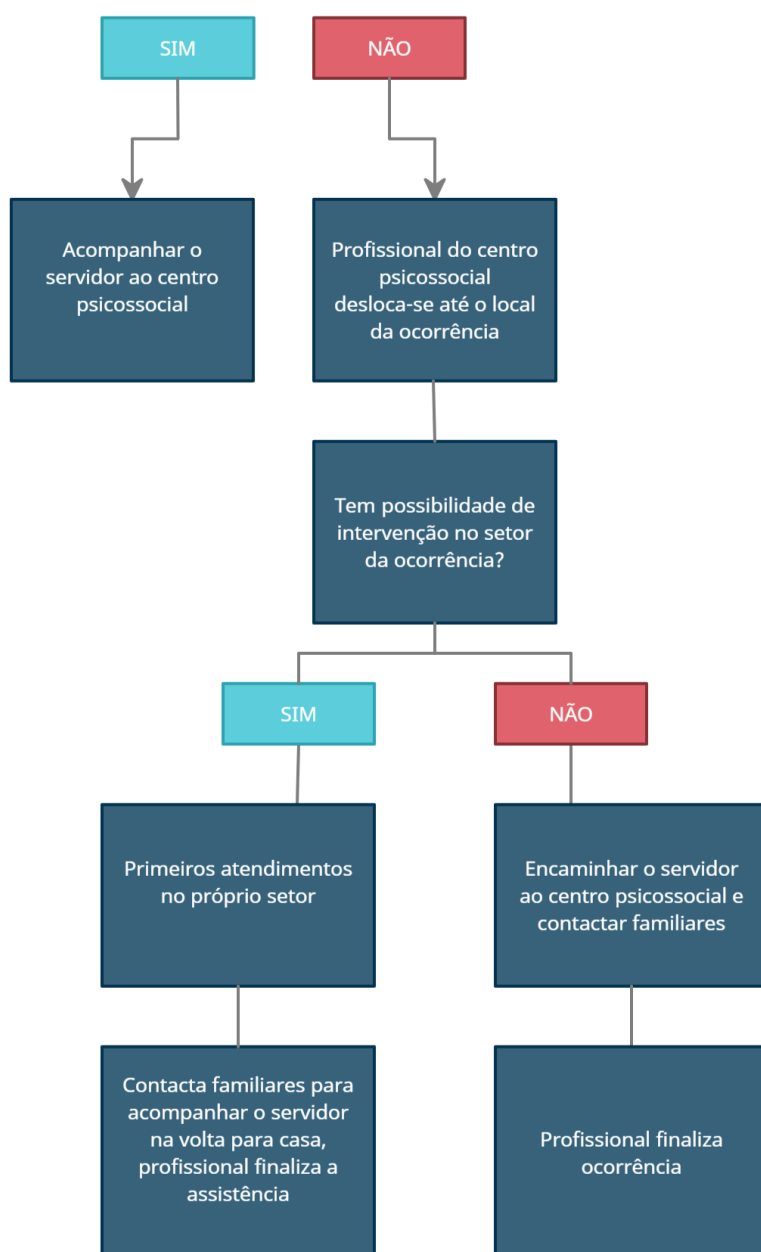 SIM
NÃO
Acompanhar o
servidor ao centro
psicossocial
Profissional do centro
psicossocial
desloca-se até o local
da ocorrência
Tem possibilidade de
intervenção no setor
da ocorrência?
SIM
NÃO
Primeiros atendimentos
no próprio setor
Encaminhar o servidor
ao centro psicossocial e
contactar familiares
Contacta familiares para
acompanhar o servidor
na volta para casa,
profissional finaliza a
assistência
Profissional finaliza
ocorrência